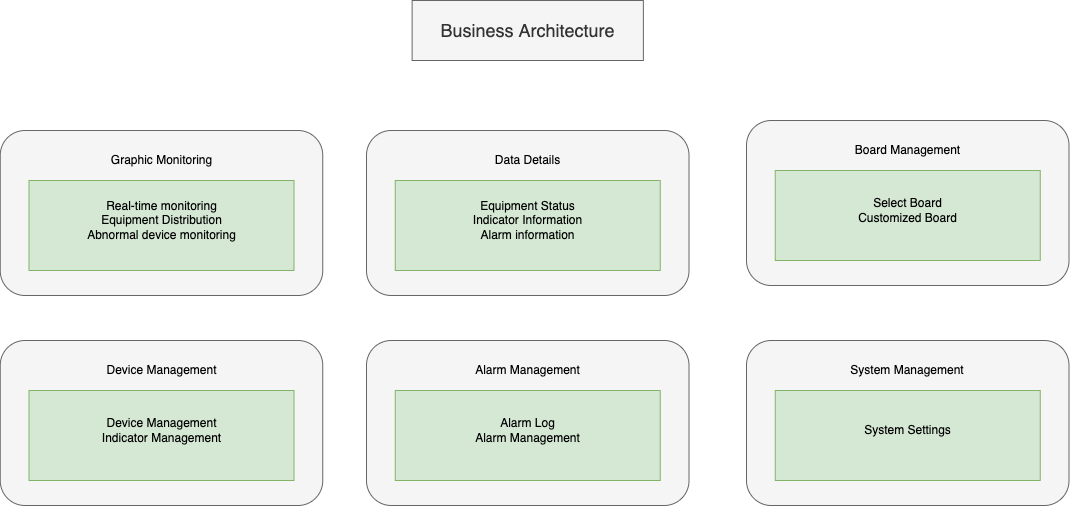 Business Architecture
Graphic Monitoring
Real-time monitoring
Equipment Distribution
Abnormal device monitoring
Data Details
Equipment Status
Indicator Information
Alarm information
Board Management
Select Board
Customized Board
Device Management
Device Management
Indicator Management
Alarm Management
Alarm Log
Alarm Management
System Management
System Settings